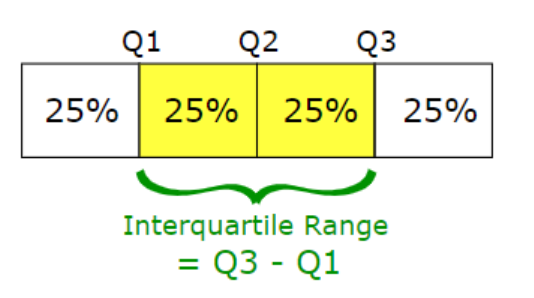 Q1 Q2 Q3
25% 25% 25% 25%
Interquartile Range
= Q3 - Q1